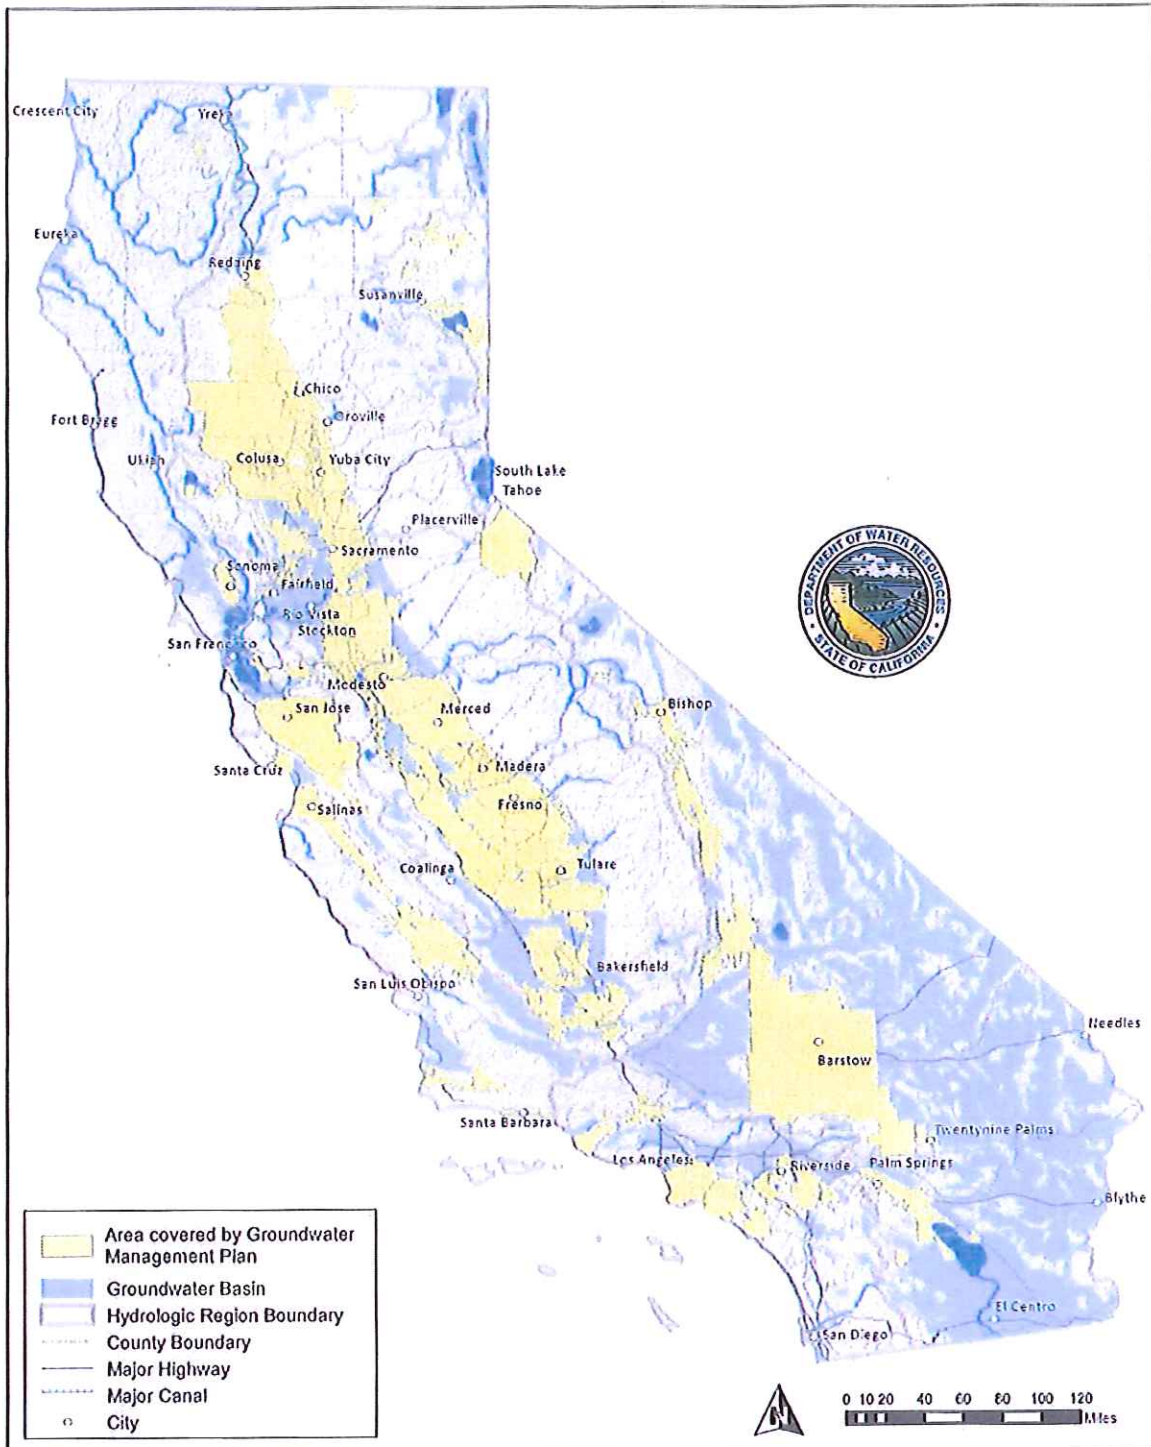 Crescent City
Yreka
Eureka
Redding
Susanville
Chico
Oroville
Fort Bragg
Ukiah
Colusa
Yuba City
South Lake
Tahoe
Placerville
Sacramento
Sonoma
Fairfield
Rio Vista
Stockton
San Francisco
Modesto
San Jose
Merced
Bishop
Santa Cruz
Madera
Fresno
Salinas
Coalinga
Tulare
Bakersfield
San Luis Obispo
Needles
Barstow
Santa Barbara
Twentynine Palms
Los Angeles
Riverside
Palm Springs
Blythe
El Centro
San Diego
DEPARTMENT OF WATER RESOURCES
STATE OF CALIFORNIA
Area covered by Groundwater
Management Plan
Groundwater Basin
Hydrologic Region Boundary
County Boundary
Major Highway
Major Canal
City
N
0 10 20 40 60 80 100 120
Miles